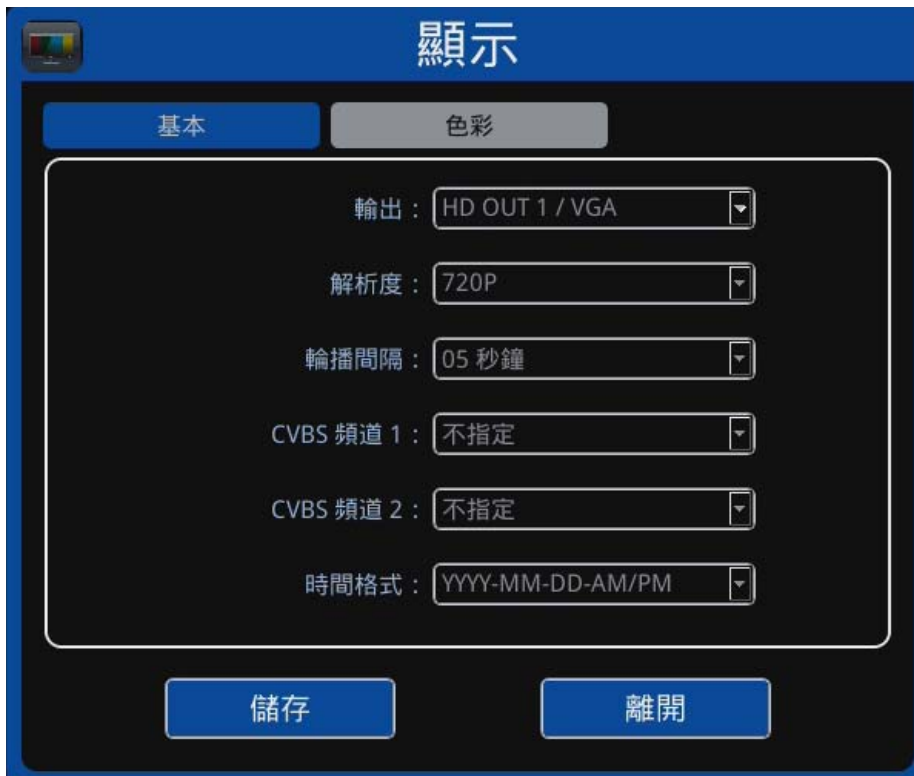 顯示
基本 色彩
輸出： HD OUT 1 / VGA
解析度： 720P
輪播間隔： 05 秒鐘
CVBS 頻道 1： 不指定
CVBS 頻道 2： 不指定
時間格式： YYYY-MM-DD-AM/PM
儲存 離開